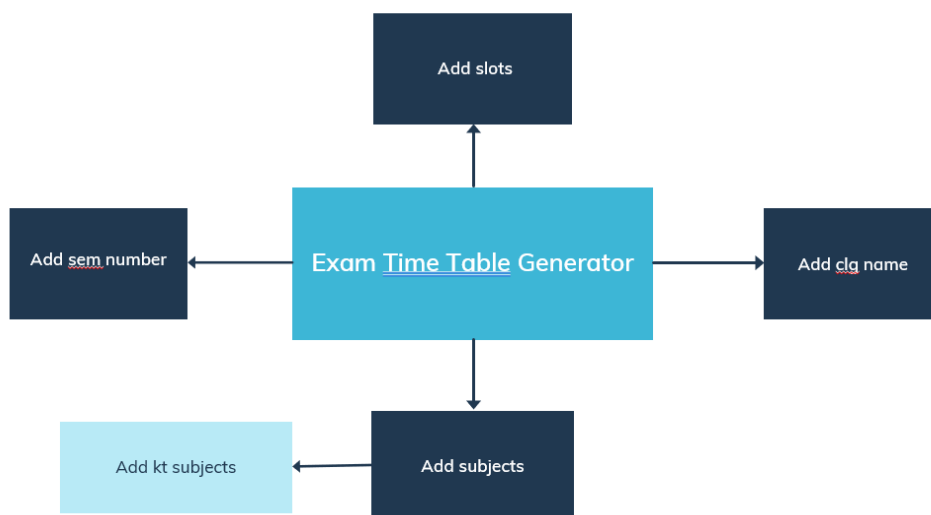 Add slots
Add sem number
Exam Time Table Generator
Add clg name
Add kt subjects
Add subjects